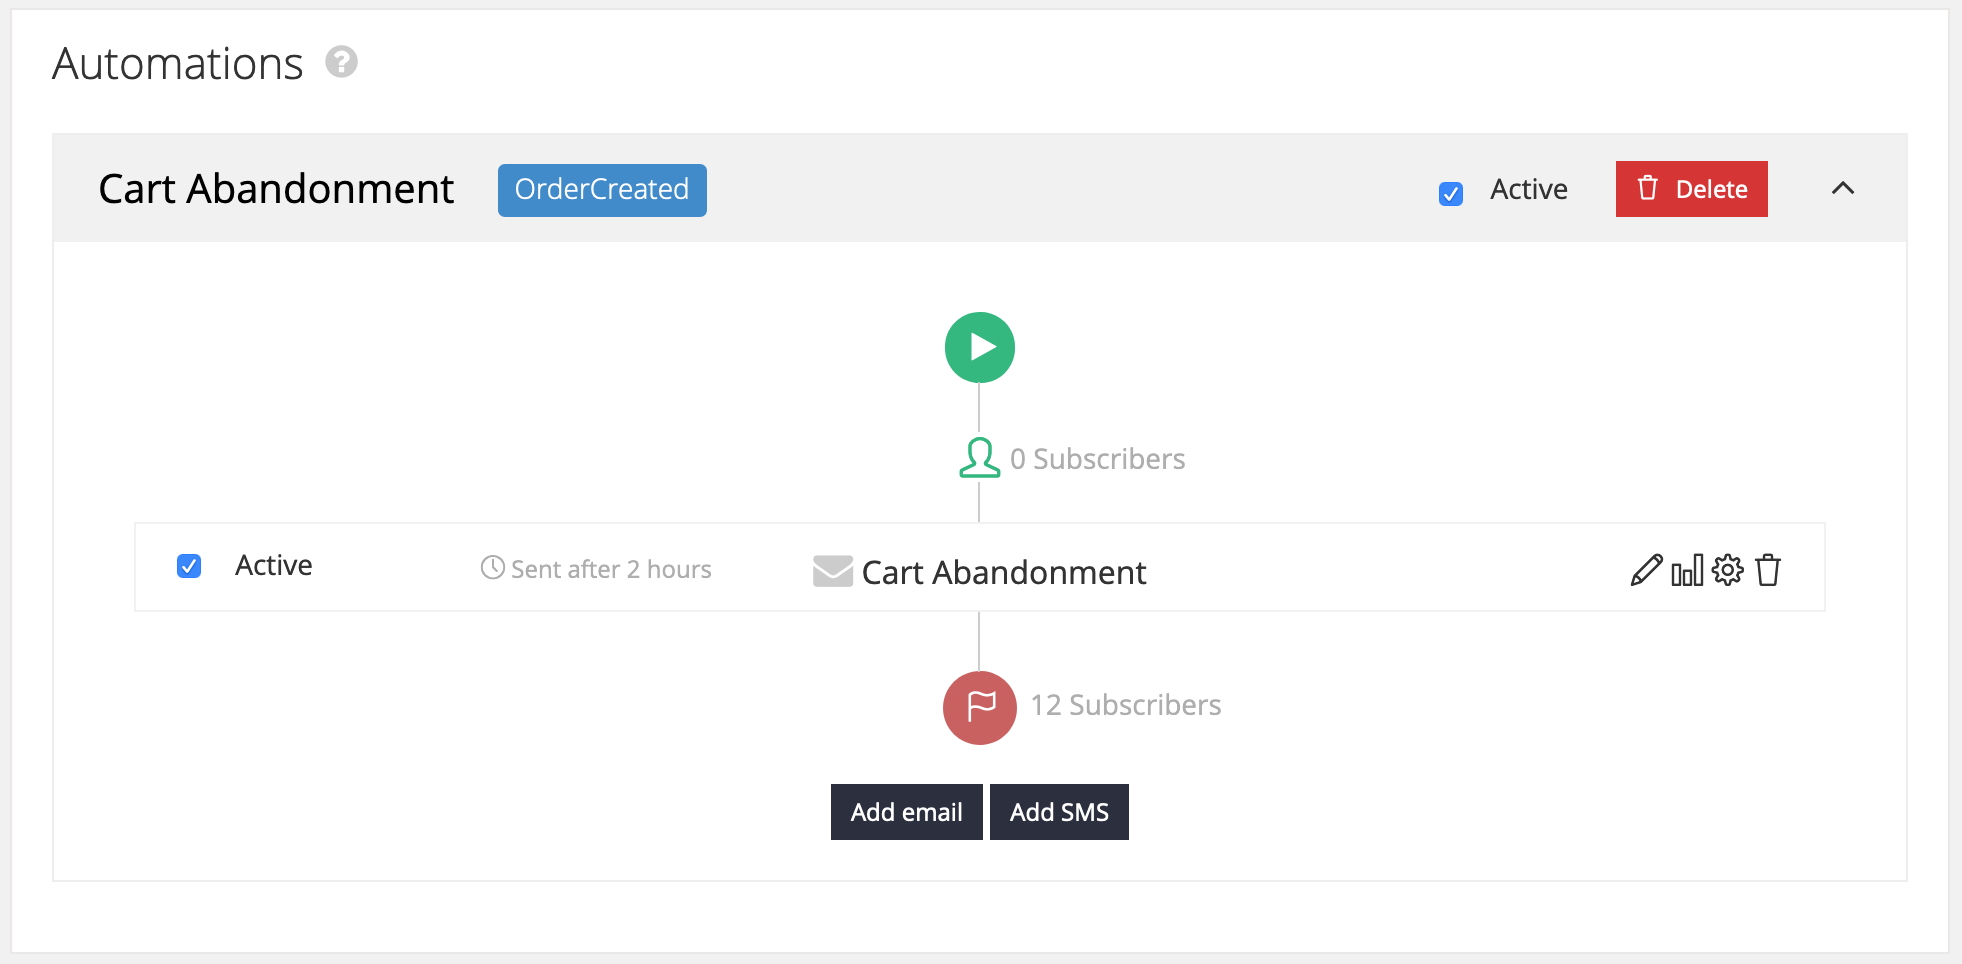 Automations ?
Cart Abandonment OrderCreated Active Delete
0 Subscribers
Active Sent after 2 hours Cart Abandonment
12 Subscribers
Add email Add SMS